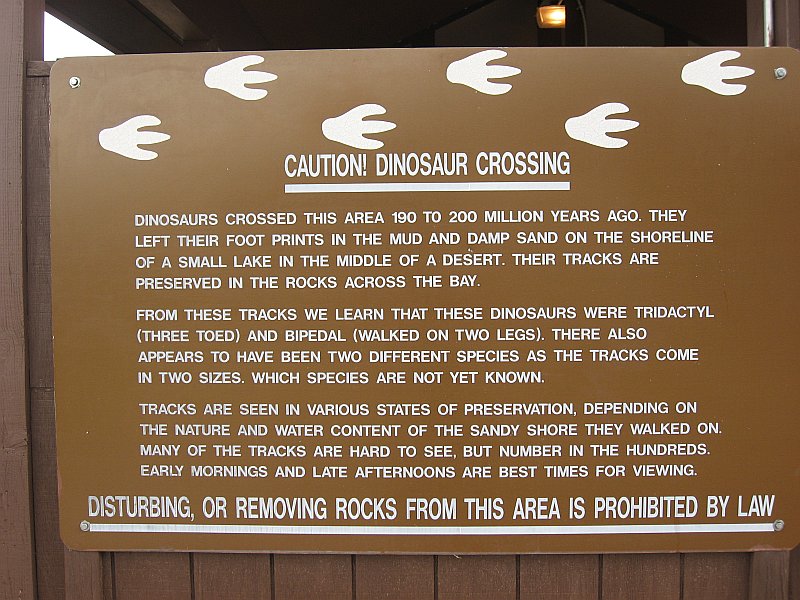 CAUTION! DINOSAUR CROSSING
DINOSAURS CROSSED THIS AREA 190 TO 200 MILLION YEARS AGO. THEY
LEFT THEIR FOOT PRINTS IN THE MUD AND DAMP SAND ON THE SHORELINE
OF A SMALL LAKE IN THE MIDDLE OF A DESERT. THEIR TRACKS ARE
PRESERVED IN THE ROCKS ACROSS THE BAY.
FROM THESE TRACKS WE LEARN THAT THESE DINOSAURS WERE TRIDACTYL
(THREE TOED) AND BIPEDAL (WALKED ON TWO LEGS). THERE ALSO
APPEARS TO HAVE BEEN TWO DIFFERENT SPECIES AS THE TRACKS COME
IN TWO SIZES. WHICH SPECIES ARE NOT YET KNOWN.
TRACKS ARE SEEN IN VARIOUS STATES OF PRESERVATION, DEPENDING ON
THE NATURE AND WATER CONTENT OF THE SANDY SHORE THEY WALKED ON.
MANY OF THE TRACKS ARE HARD TO SEE, BUT NUMBER IN THE HUNDREDS.
EARLY MORNINGS AND LATE AFTERNOONS ARE BEST TIMES FOR VIEWING.
DISTURBING, OR REMOVING ROCKS FROM THIS AREA IS PROHIBITED BY LAW